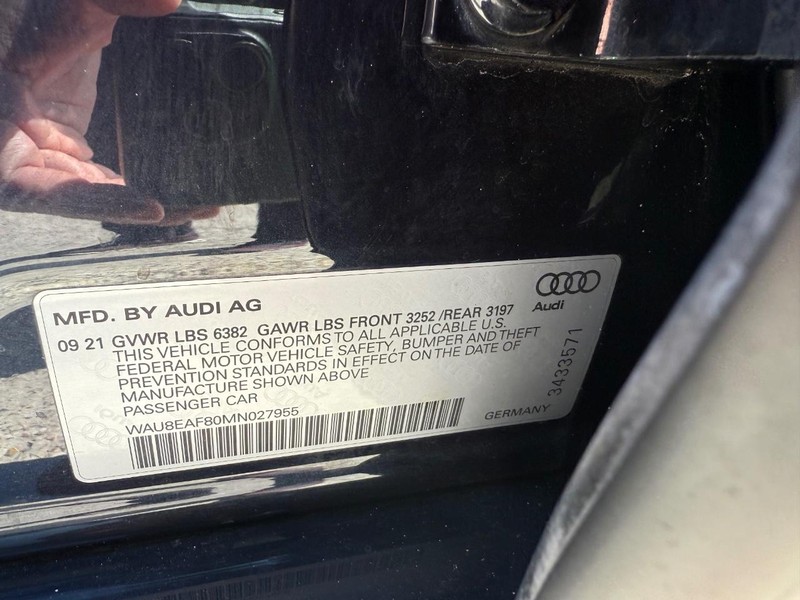 MFD. BY AUDI AG
Audi
09 21 GVWR LBS 6382 GAWR LBS FRONT 3252 /REAR 3197
THIS VEHICLE CONFORMS TO ALL APPLICABLE U.S.
FEDERAL MOTOR VEHICLE SAFETY, BUMPER AND THEFT
PREVENTION STANDARDS IN EFFECT ON THE DATE OF
MANUFACTURE SHOWN ABOVE
PASSENGER CAR
WAU8EAF80MN027955
GERMANY
3433571